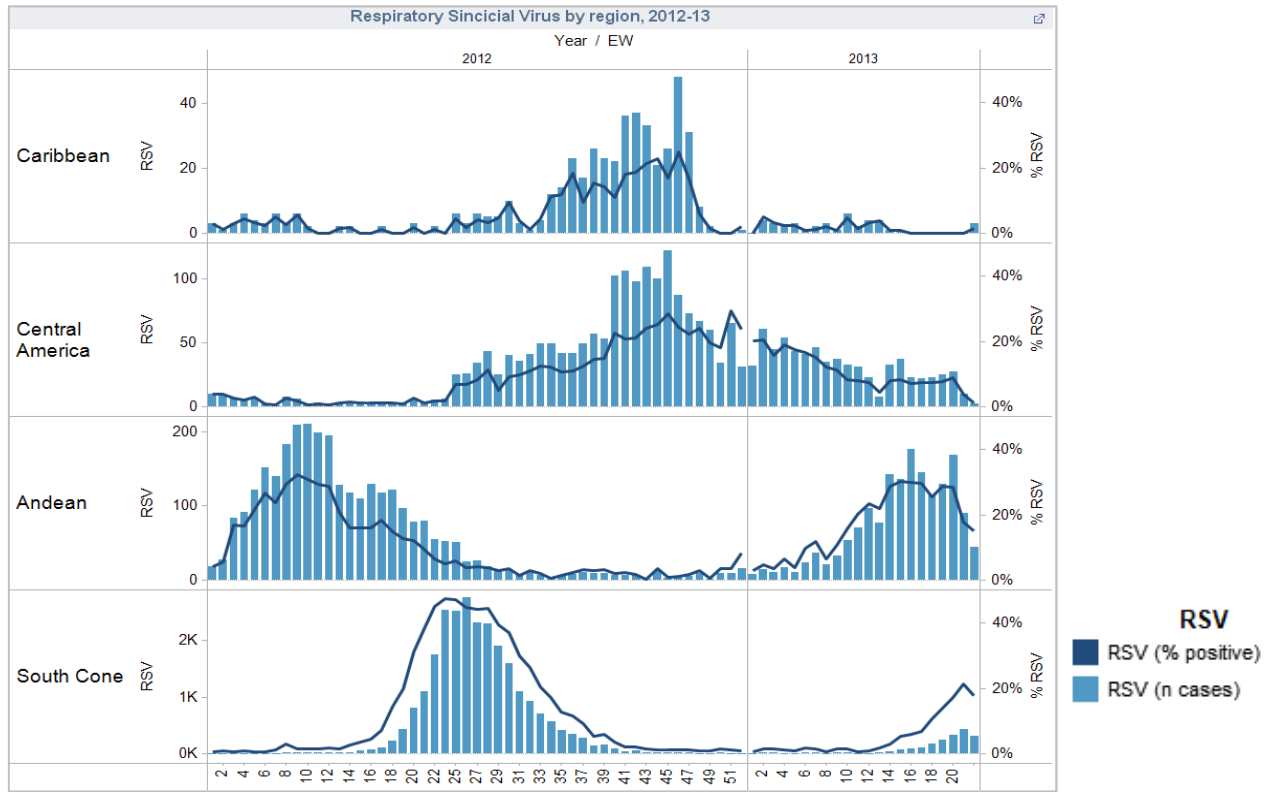 Respiratory Sincicial Virus by region, 2012-13
Year / EW
2012 2013
Caribbean
RSV
40
20
0
40%
20%
0%
% RSV
Central
America
RSV
100
50
0
40%
20%
0%
% RSV
Andean
RSV
200
100
0
40%
20%
0%
% RSV
South Cone
RSV
2K
1K
0K
40%
20%
0%
% RSV
2 4 6 8 10 12 14 16 18 20 22 25 27 29 31 33 35 37 39 41 43 45 47 49 51 2 4 6 8 10 12 14 16 18 20
RSV
RSV (% positive)
RSV (n cases)